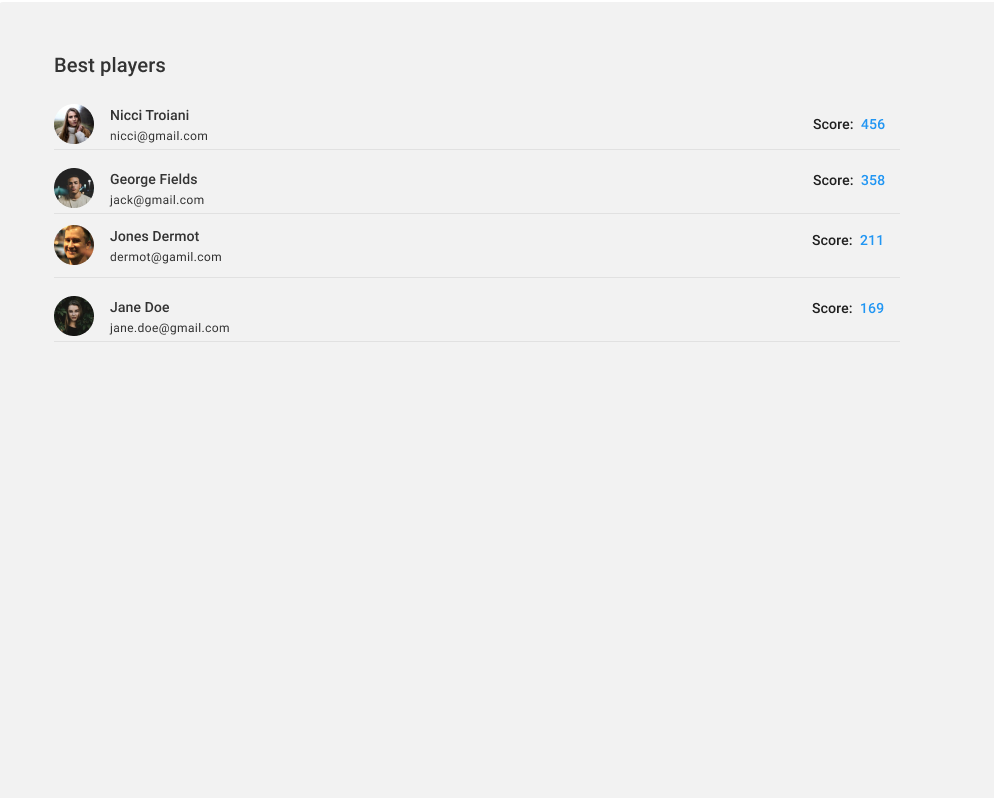 Best players
Nicci Troiani
nicci@gmail.com
Score: 456
George Fields
jack@gmail.com
Score: 358
Jones Dermot
dermot@gamil.com
Score: 211
Jane Doe
jane.doe@gmail.com
Score: 169